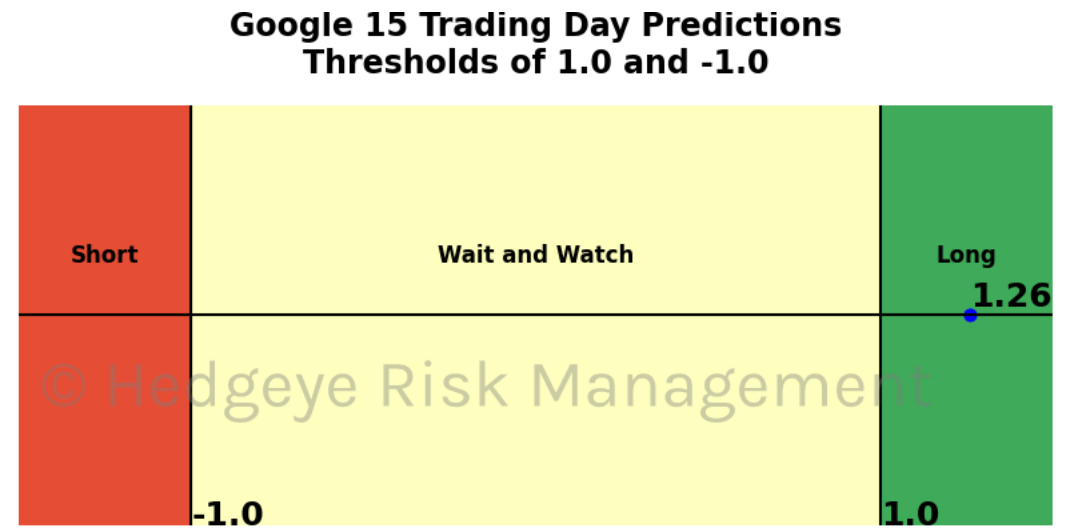 Google 15 Trading Day Predictions
Thresholds of 1.0 and -1.0
Short
Wait and Watch
Long
1.26
© Hedgeye Risk Management
-1.0
1.0